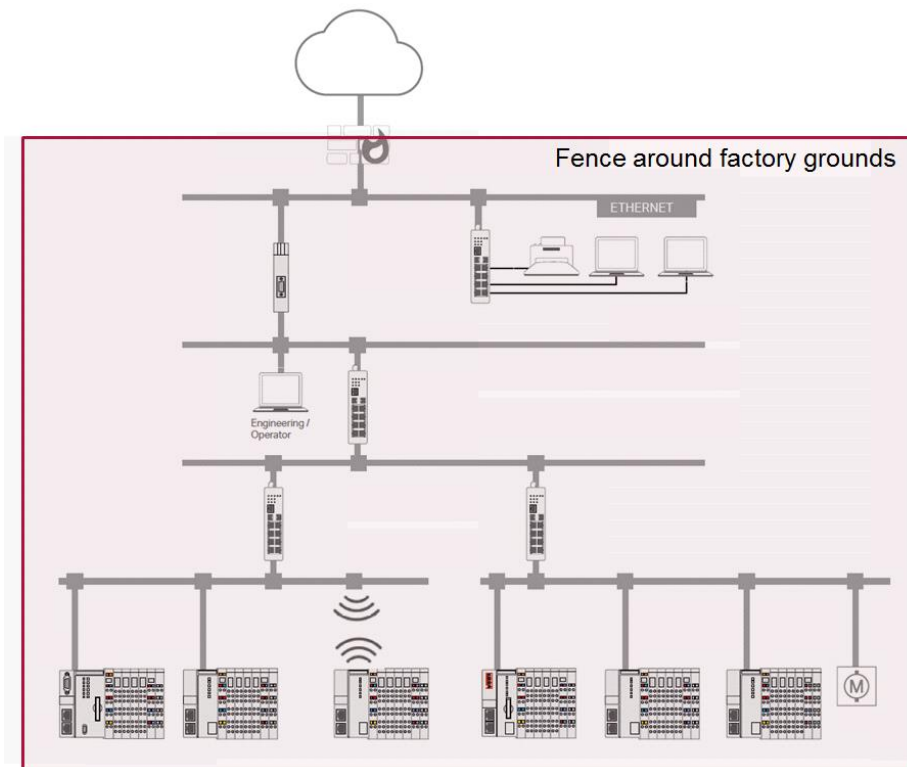 Fence around factory grounds
ETHERNET
Engineering /
Operator
M